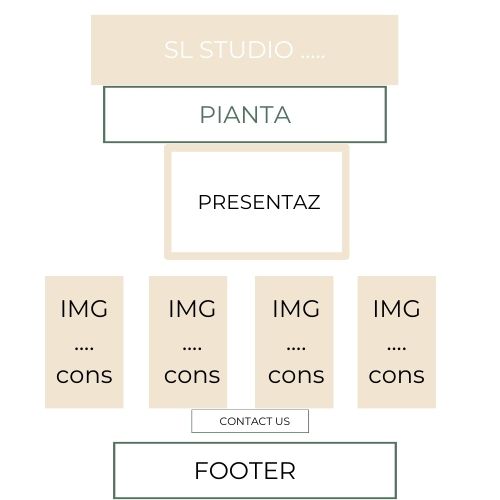 SL STUDIO .....
PIANTA
PRESENTAZ
IMG
....
cons
IMG
....
cons
IMG
....
cons
IMG
....
cons
CONTACT US
FOOTER